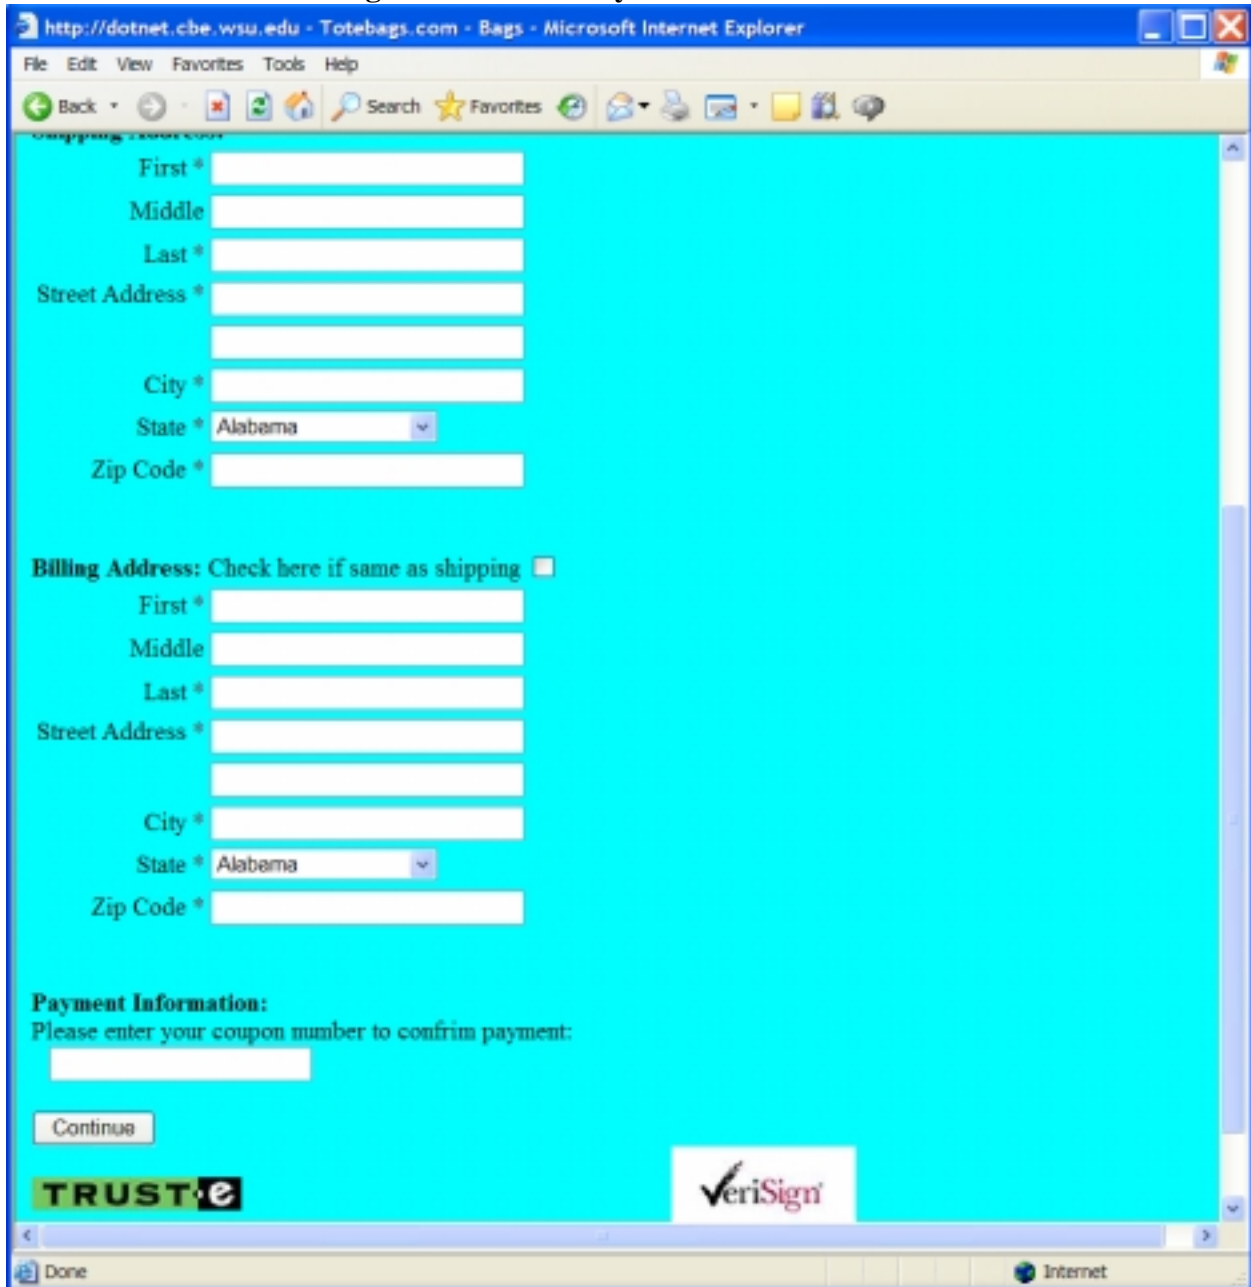 http://dotnet.cbe.wsu.edu - Totebags.com - Bags - Microsoft Internet Explorer
File Edit View Favorites Tools Help
Back Search Favorites
Shipping Address:
First *
Middle
Last *
Street Address *
City *
State * Alabama
Zip Code *
Billing Address: Check here if same as shipping
First *
Middle
Last *
Street Address *
City *
State * Alabama
Zip Code *
Payment Information:
Please enter your coupon number to confrim payment:
Continue
TRUST·e
VeriSign
Done Internet